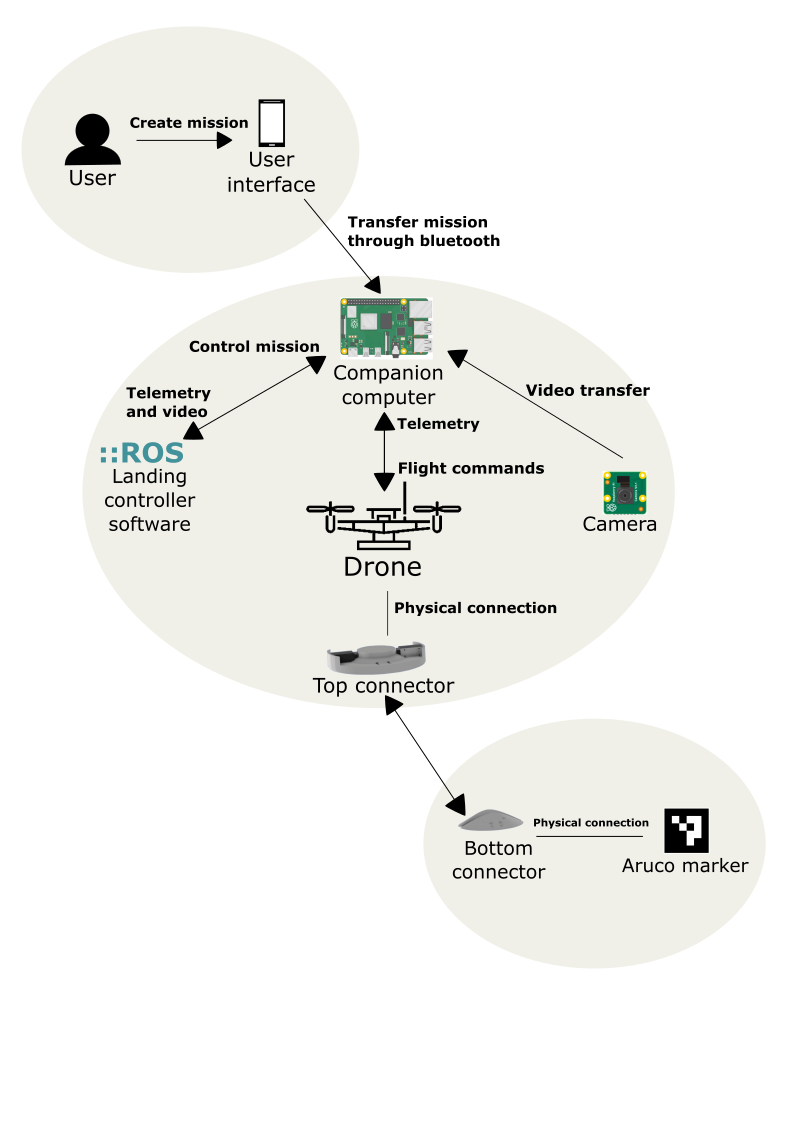 Create mission
User
User
interface
Transfer mission
through bluetooth
Control mission
Companion
computer
Video transfer
Telemetry
and video
Telemetry
::ROS
Landing
controller
software
Flight commands
Camera
Drone
Physical connection
Top connector
Physical connection
Bottom
connector
Aruco marker